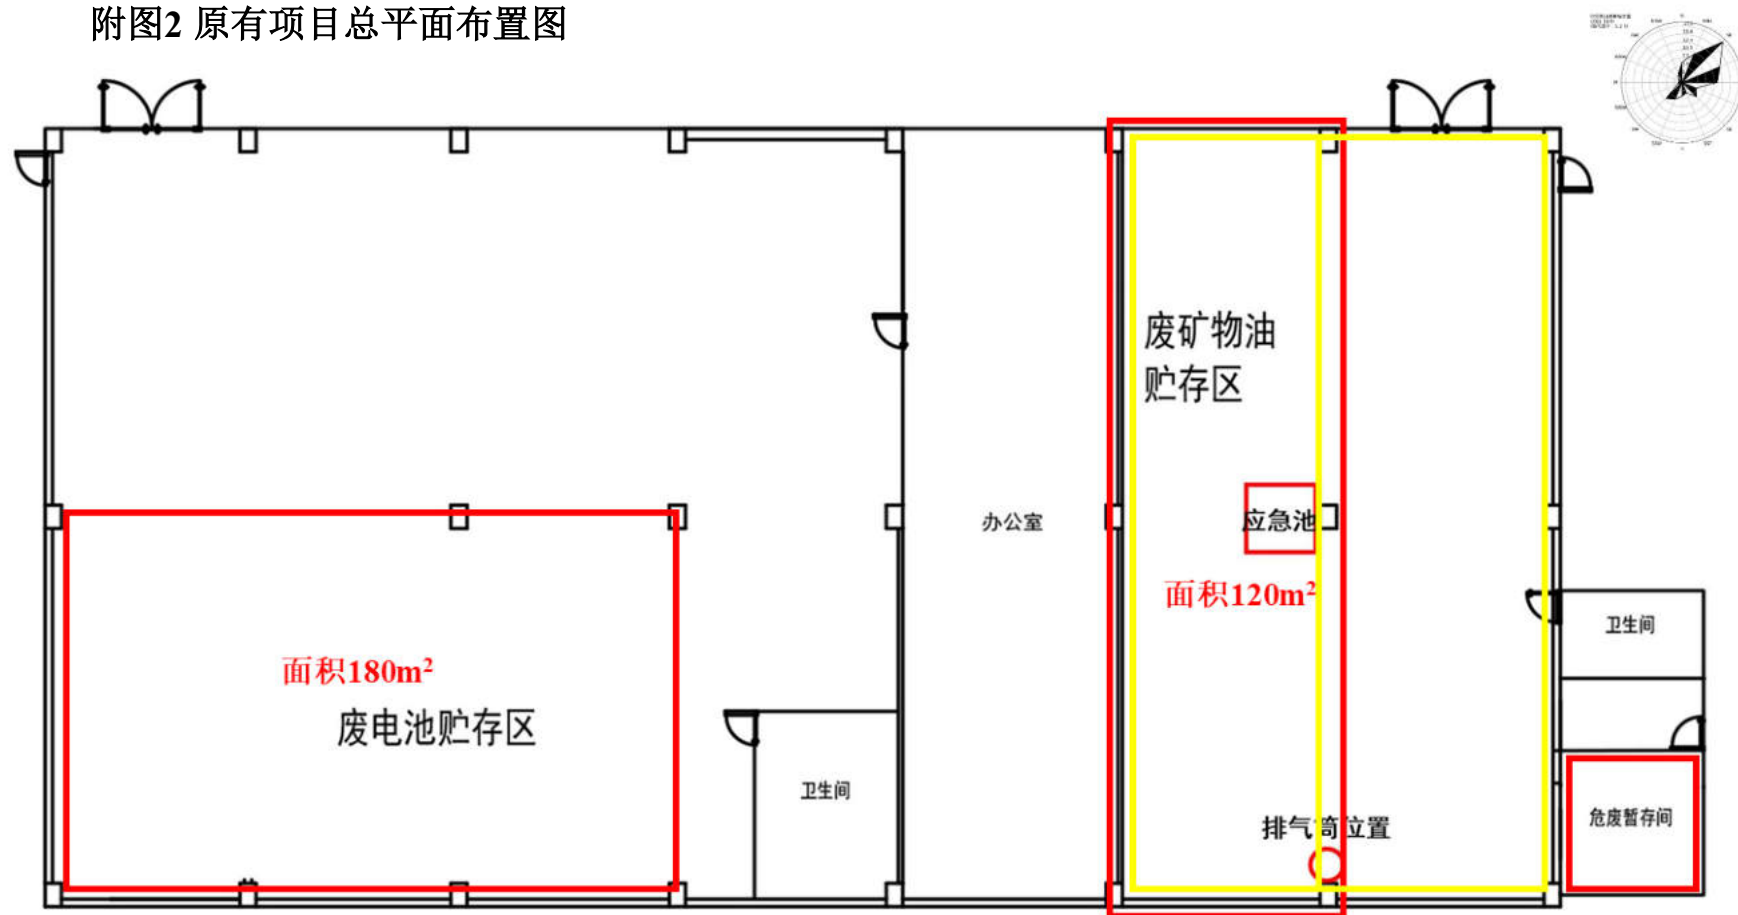 附图2 原有项目总平面布置图
废矿物油
贮存区
办公室
应急池
面积120m²
卫生间
面积180m²
废电池贮存区
卫生间
排气筒位置
危废暂存间